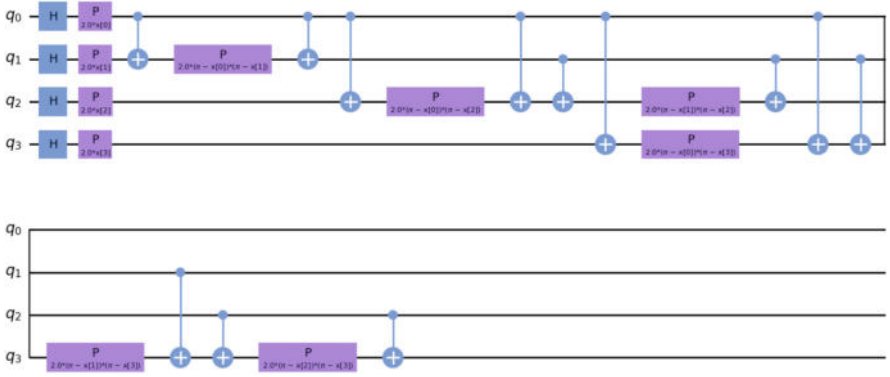 q0 H P 2.0*x[0]
q1 H P 2.0*x[1] P 2.0*(π − x[0])*(π − x[1])
q2 H P 2.0*x[2] P 2.0*(π − x[0])*(π − x[2]) P 2.0*(π − x[1])*(π − x[2])
q3 H P 2.0*x[3] P 2.0*(π − x[0])*(π − x[3])
q0
q1
q2
q3 P 2.0*(π − x[1])*(π − x[3]) P 2.0*(π − x[2])*(π − x[3])